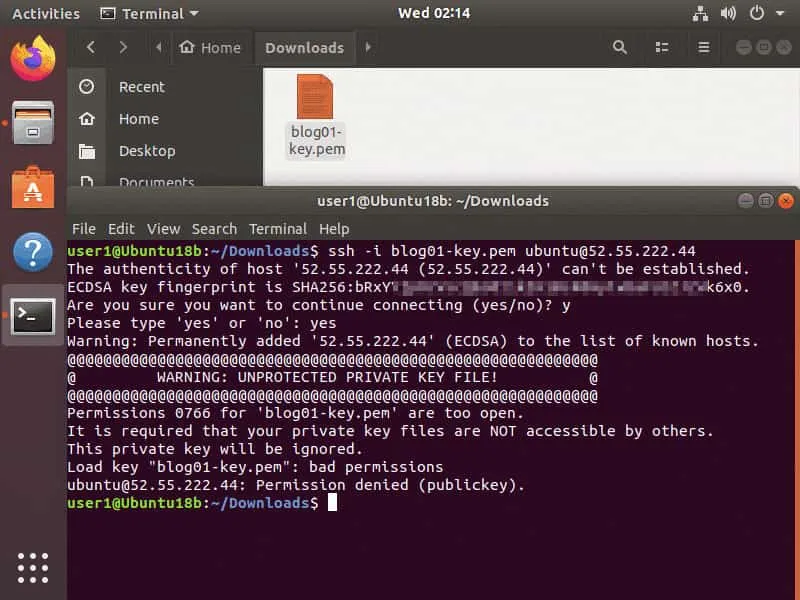 Activities Terminal Wed 02:14
Home Downloads
Recent
Home
Desktop
Documents
blog01-
key.pem
user1@Ubuntu18b: ~/Downloads
File Edit View Search Terminal Help
user1@Ubuntu18b:~/Downloads$ ssh -i blog01-key.pem ubuntu@52.55.222.44
The authenticity of host '52.55.222.44 (52.55.222.44)' can't be established.
ECDSA key fingerprint is SHA256:bRxY k6x0.
Are you sure you want to continue connecting (yes/no)? y
Please type 'yes' or 'no': yes
Warning: Permanently added '52.55.222.44' (ECDSA) to the list of known hosts.
@@@@@@@@@@@@@@@@@@@@@@@@@@@@@@@@@@@@@@@@@@@@@@@@@@@@@@@@@@@
@         WARNING: UNPROTECTED PRIVATE KEY FILE!          @
@@@@@@@@@@@@@@@@@@@@@@@@@@@@@@@@@@@@@@@@@@@@@@@@@@@@@@@@@@@
Permissions 0766 for 'blog01-key.pem' are too open.
It is required that your private key files are NOT accessible by others.
This private key will be ignored.
Load key "blog01-key.pem": bad permissions
ubuntu@52.55.222.44: Permission denied (publickey).
user1@Ubuntu18b:~/Downloads$